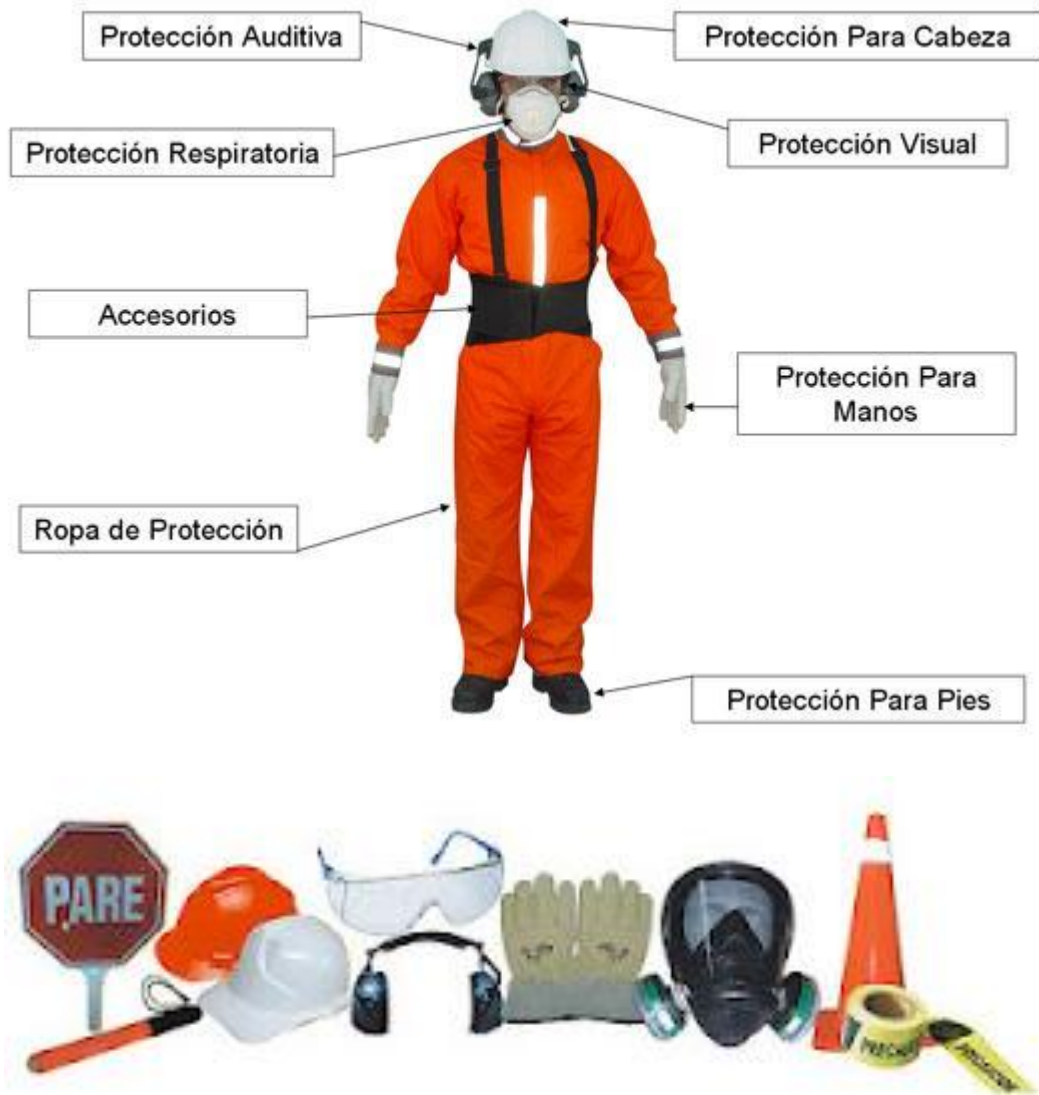 Protección Auditiva
Protección Para Cabeza
Protección Respiratoria
Protección Visual
Accesorios
Protección Para
Manos
Ropa de Protección
Protección Para Pies
PARE